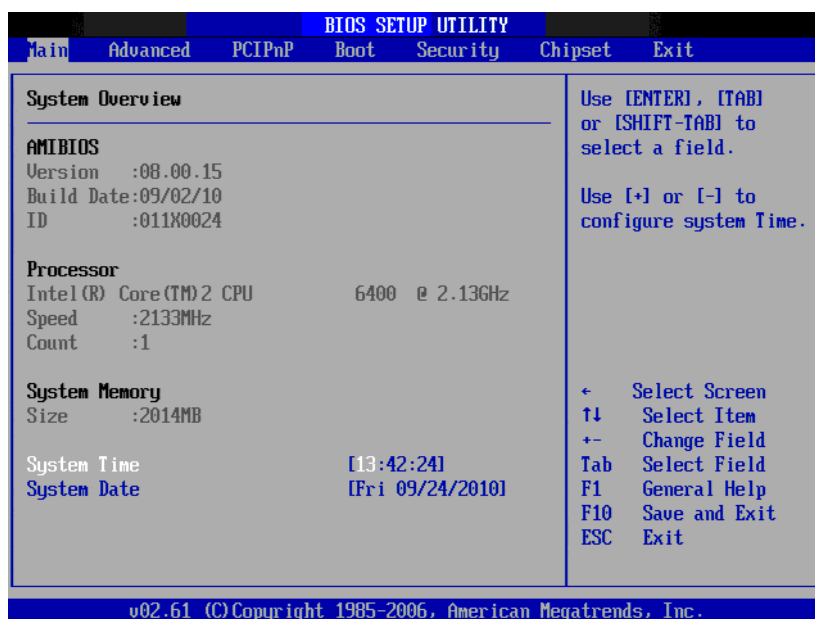 BIOS SETUP UTILITY
Main Advanced PCIPnP Boot Security Chipset Exit
System Overview
AMIBIOS
Version :08.00.15
Build Date:09/02/10
ID :011X0024
Processor
Intel(R) Core(TM)2 CPU 6400 @ 2.13GHz
Speed :2133MHz
Count :1
System Memory
Size :2014MB
System Time [13:42:24]
System Date [Fri 09/24/2010]
Use [ENTER], [TAB]
or [SHIFT-TAB] to
select a field.
Use [+] or [-] to
configure system Time.
← Select Screen
↑↓ Select Item
+- Change Field
Tab Select Field
F1 General Help
F10 Save and Exit
ESC Exit
v02.61 (C)Copyright 1985-2006, American Megatrends, Inc.